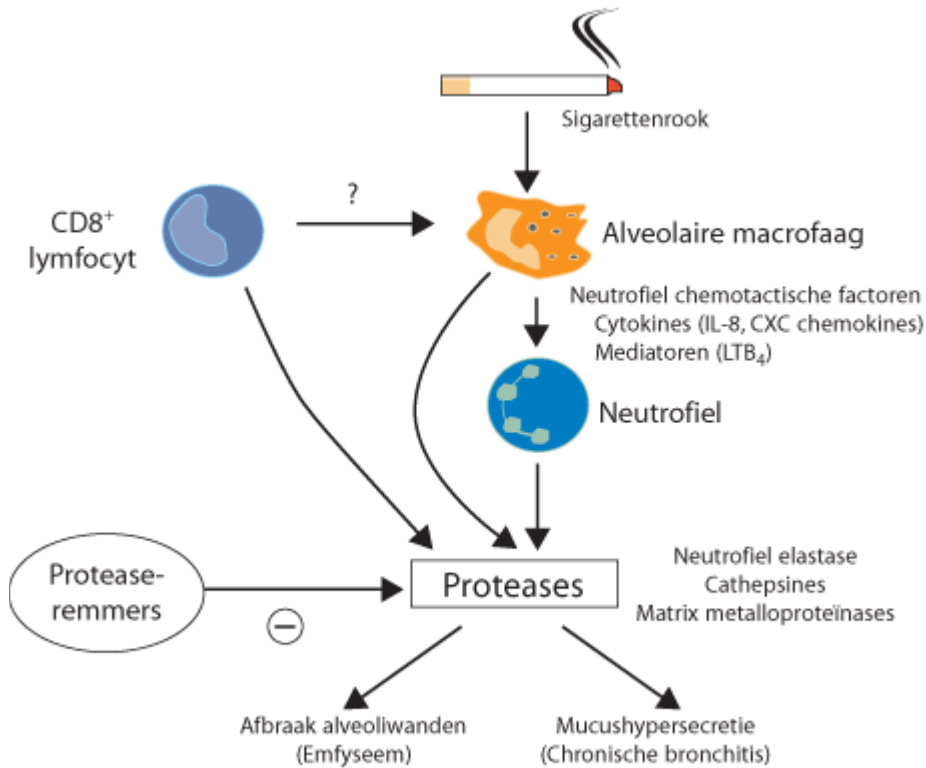 Sigarettenrook
?
CD8⁺
lymfocyt
Alveolaire macrofaag
Neutrofiel chemotactische factoren
Cytokines (IL-8, CXC chemokines)
Mediatoren (LTB₄)
Neutrofiel
Protease-
remmers
−
Proteases
Neutrofiel elastase
Cathepsines
Matrix metalloproteïnases
Afbraak alveoliwanden
(Emfyseem)
Mucushypersecretie
(Chronische bronchitis)